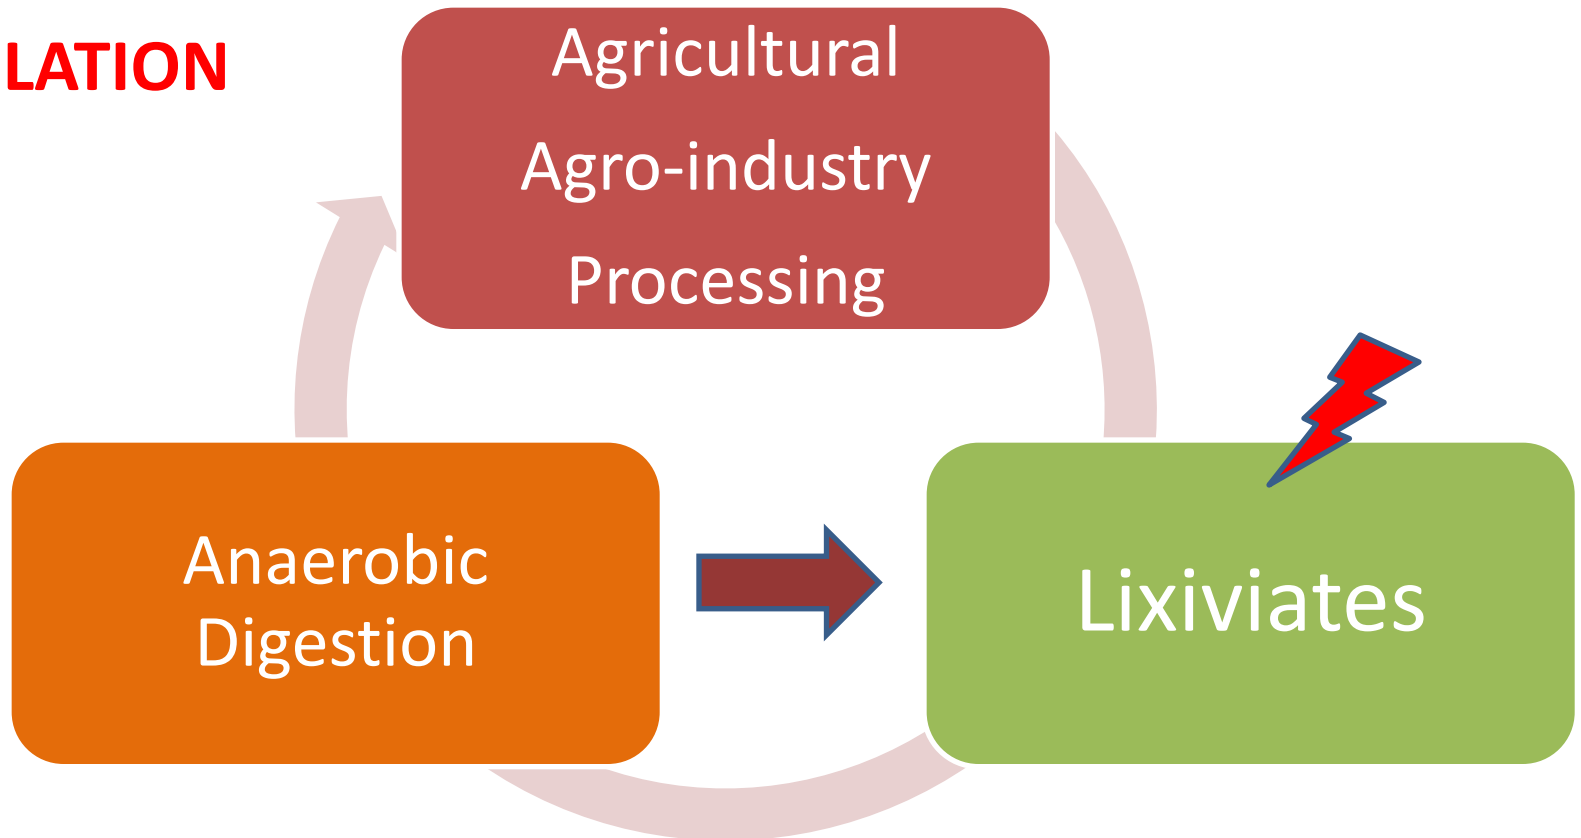 LATION
Agricultural
Agro-industry
Processing
Anaerobic
Digestion
Lixiviates